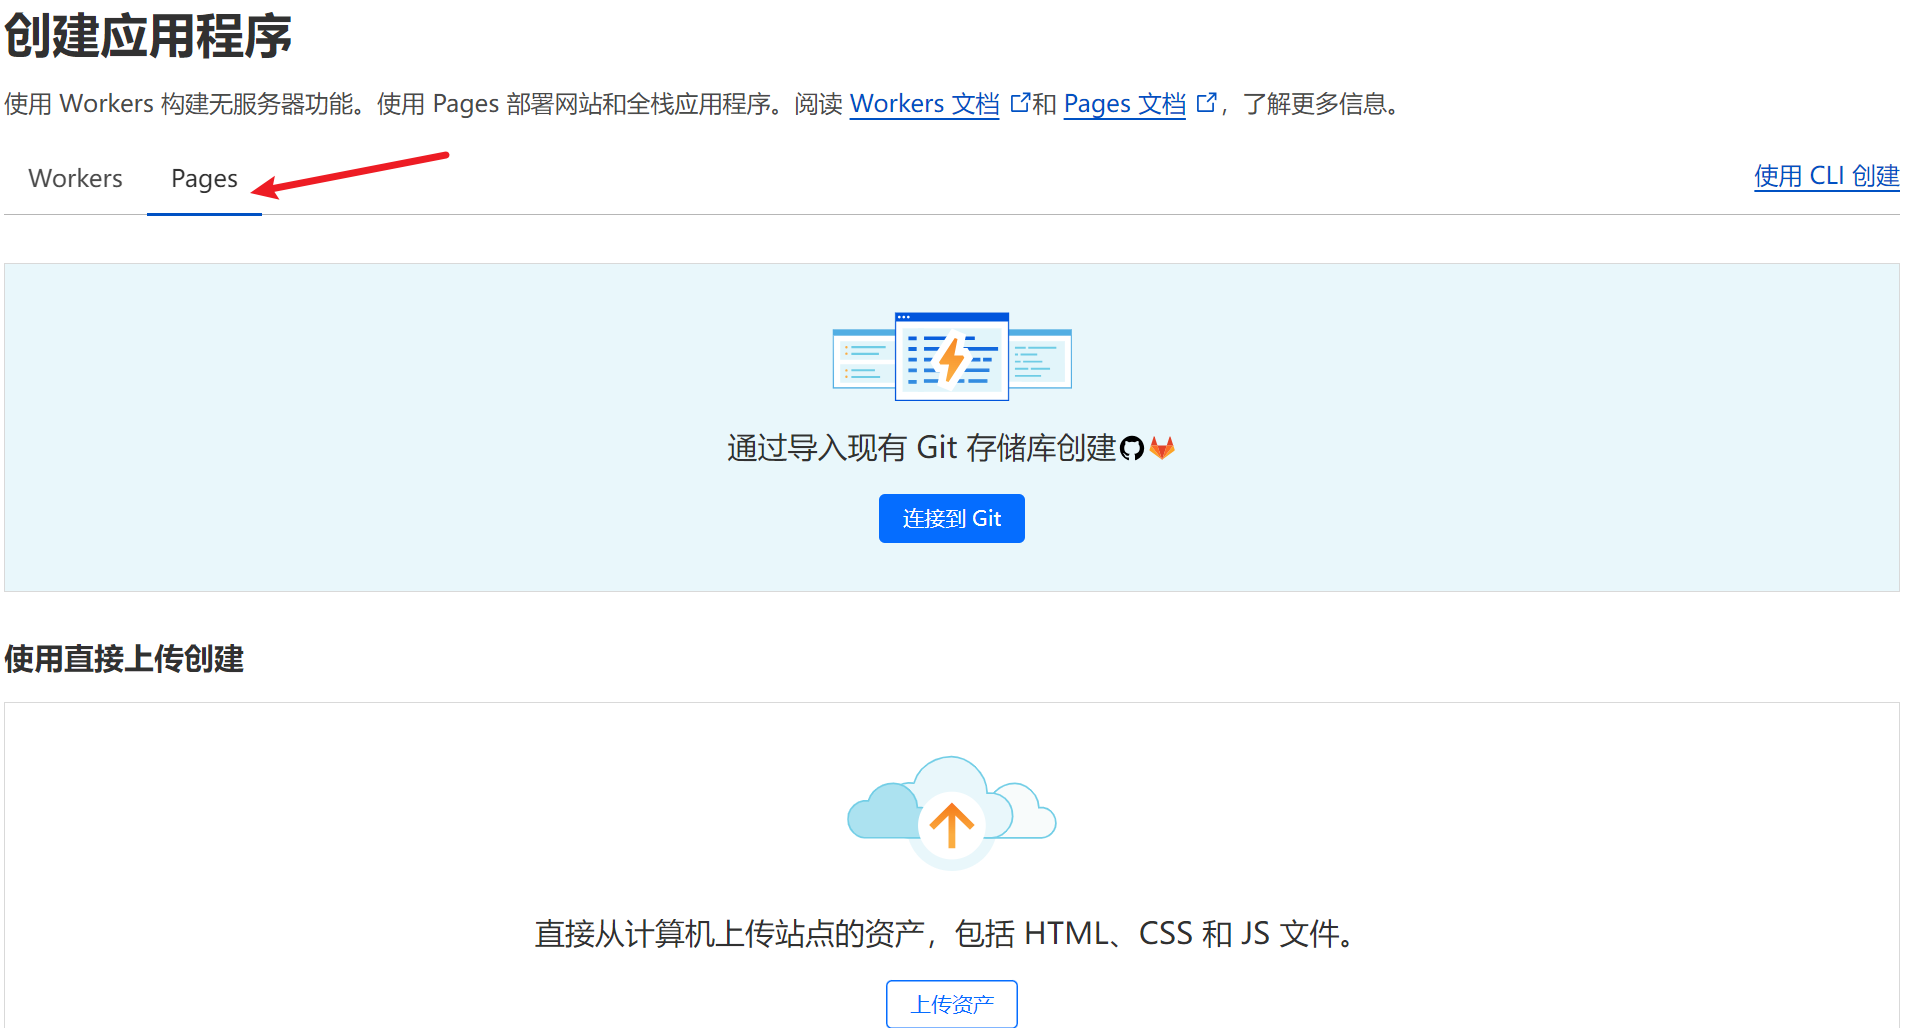 创建应用程序
使用 Workers 构建无服务器功能。使用 Pages 部署网站和全栈应用程序。阅读 Workers 文档 和 Pages 文档 ，了解更多信息。
Workers Pages 使用 CLI 创建
通过导入现有 Git 存储库创建
连接到 Git
使用直接上传创建
直接从计算机上传站点的资产，包括 HTML、CSS 和 JS 文件。
上传资产